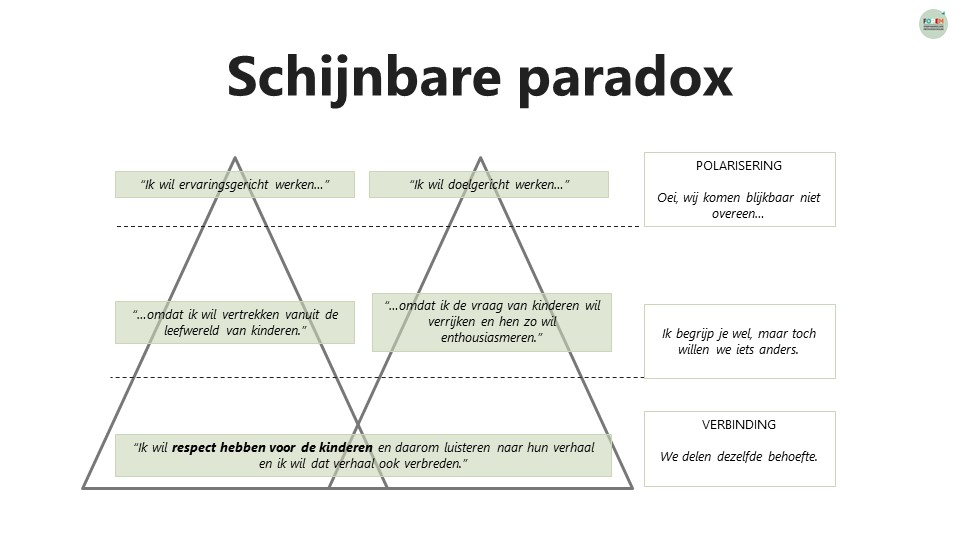 Schijnbare paradox
“Ik wil ervaringsgericht werken…”
“Ik wil doelgericht werken…”
POLARISERING
Oei, wij komen blijkbaar niet
overeen…
“…omdat ik wil vertrekken vanuit de
leefwereld van kinderen.”
“…omdat ik de vraag van kinderen wil
verrijken en hen zo wil
enthousiasmeren.”
Ik begrijp je wel, maar toch
willen we iets anders.
“Ik wil respect hebben voor de kinderen en daarom luisteren naar hun verhaal
en ik wil dat verhaal ook verbreden.”
VERBINDING
We delen dezelfde behoefte.